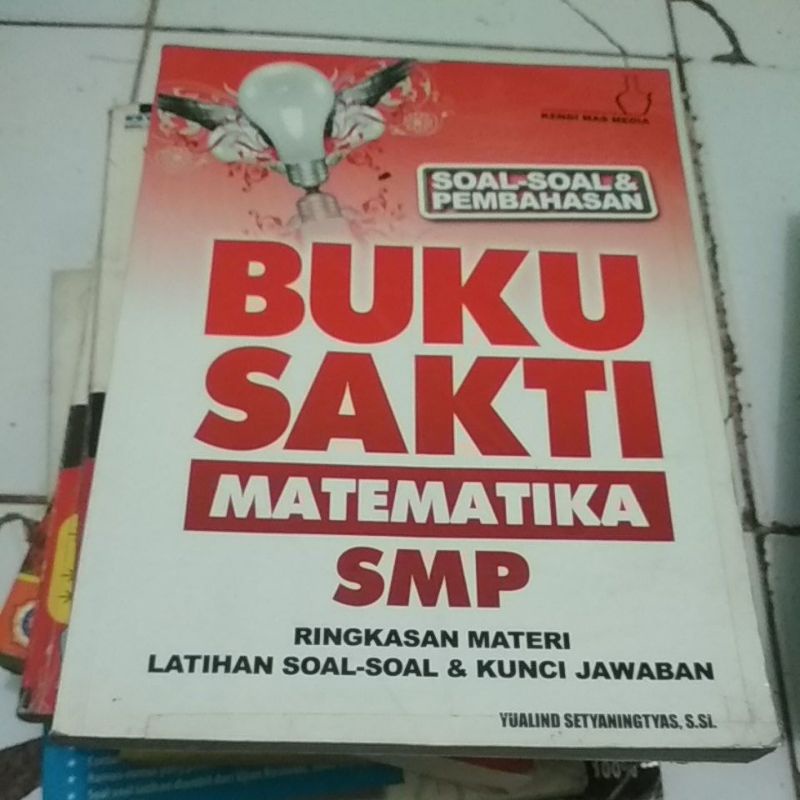 KENDI MAS MEDIA
SOAL-SOAL &
PEMBAHASAN
BUKU
SAKTI
MATEMATIKA
SMP
RINGKASAN MATERI
LATIHAN SOAL-SOAL & KUNCI JAWABAN
YUALIND SETYANINGTYAS, S.Si.
100%